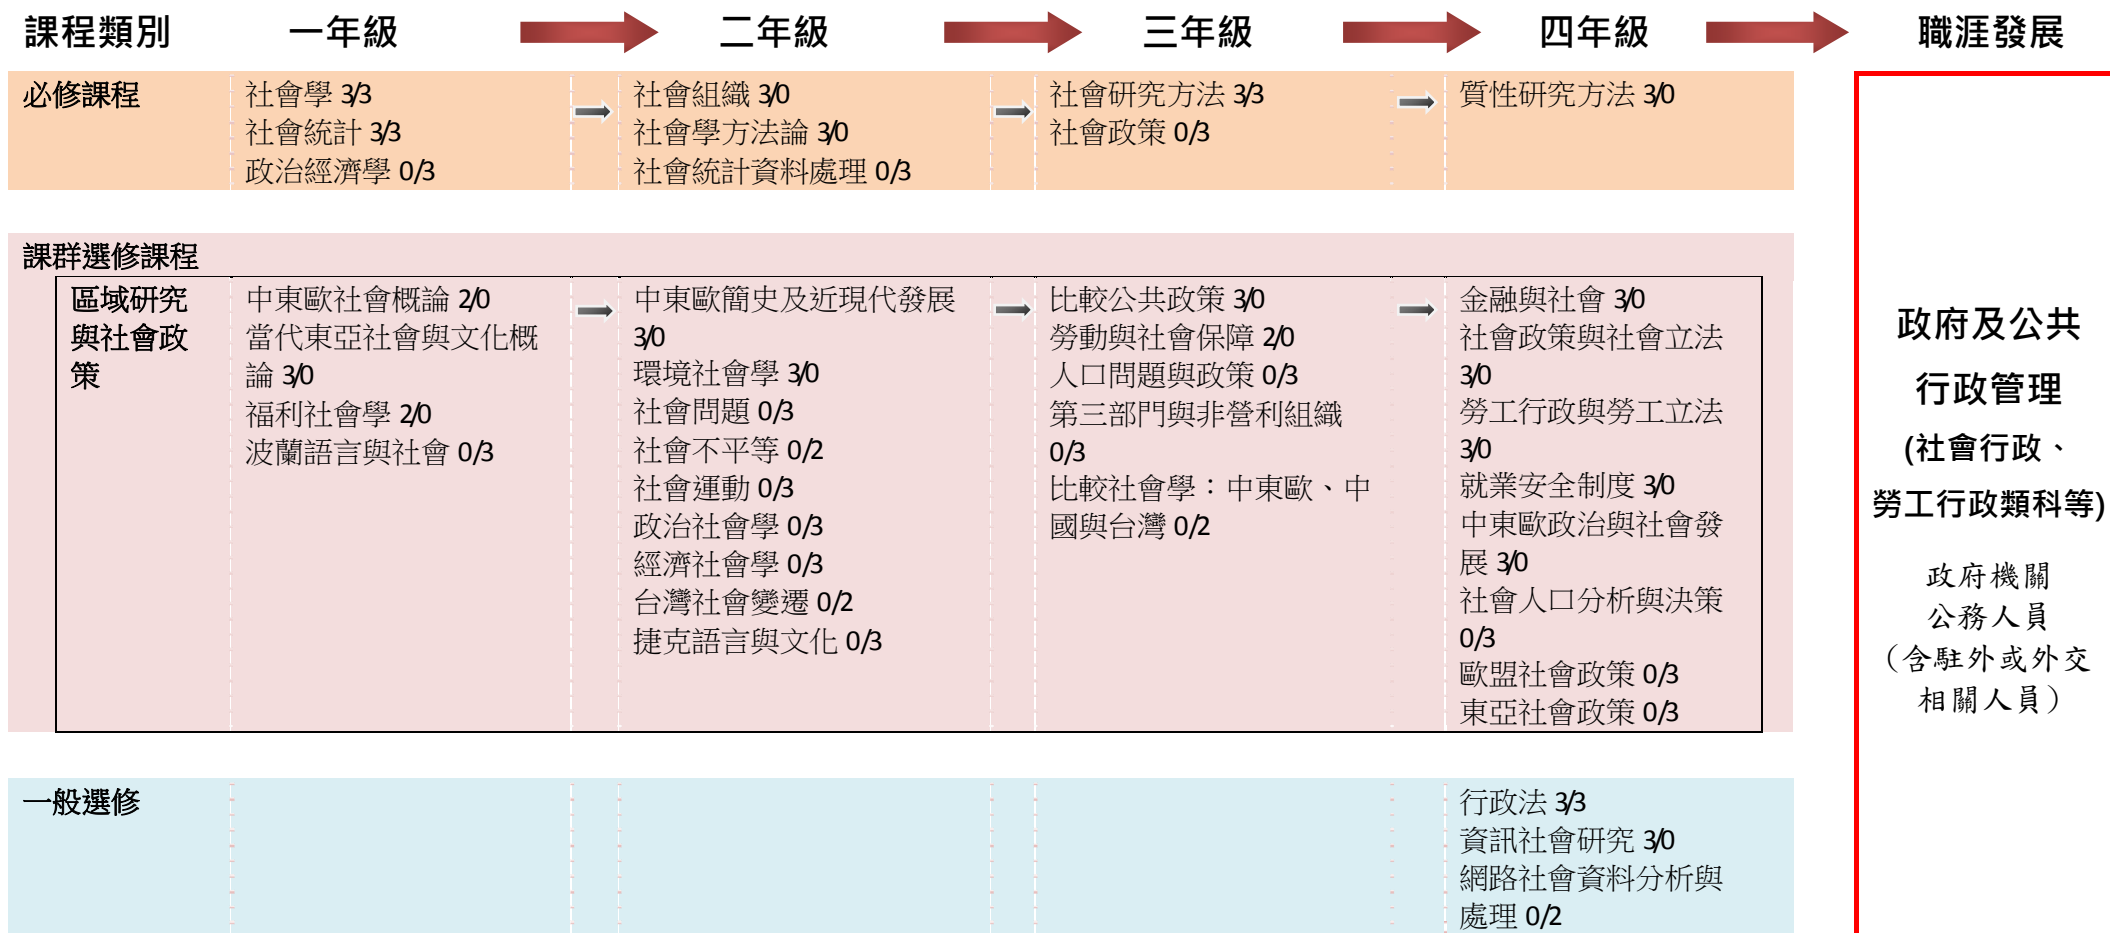 課程類別
一年級
二年級
三年級
四年級
職涯發展
必修課程
社會學 3/3
社會統計 3/3
政治經濟學 0/3
社會組織 3/0
社會學方法論 3/0
社會統計資料處理 0/3
社會研究方法 3/3
社會政策 0/3
質性研究方法 3/0
課群選修課程
區域研究
與社會政
策
中東歐社會概論 2/0
當代東亞社會與文化概
論 3/0
福利社會學 2/0
波蘭語言與社會 0/3
中東歐簡史及近現代發展
3/0
環境社會學 3/0
社會問題 0/3
社會不平等 0/2
社會運動 0/3
政治社會學 0/3
經濟社會學 0/3
台灣社會變遷 0/2
捷克語言與文化 0/3
比較公共政策 3/0
勞動與社會保障 2/0
人口問題與政策 0/3
第三部門與非營利組織
0/3
比較社會學：中東歐、中
國與台灣 0/2
金融與社會 3/0
社會政策與社會立法
3/0
勞工行政與勞工立法
3/0
就業安全制度 3/0
中東歐政治與社會發
展 3/0
社會人口分析與決策
0/3
歐盟社會政策 0/3
東亞社會政策 0/3
一般選修
行政法 3/3
資訊社會研究 3/0
網路社會資料分析與
處理 0/2
政府及公共
行政管理
(社會行政、
勞工行政類科等)
政府機關
公務人員
（含駐外或外交
相關人員）